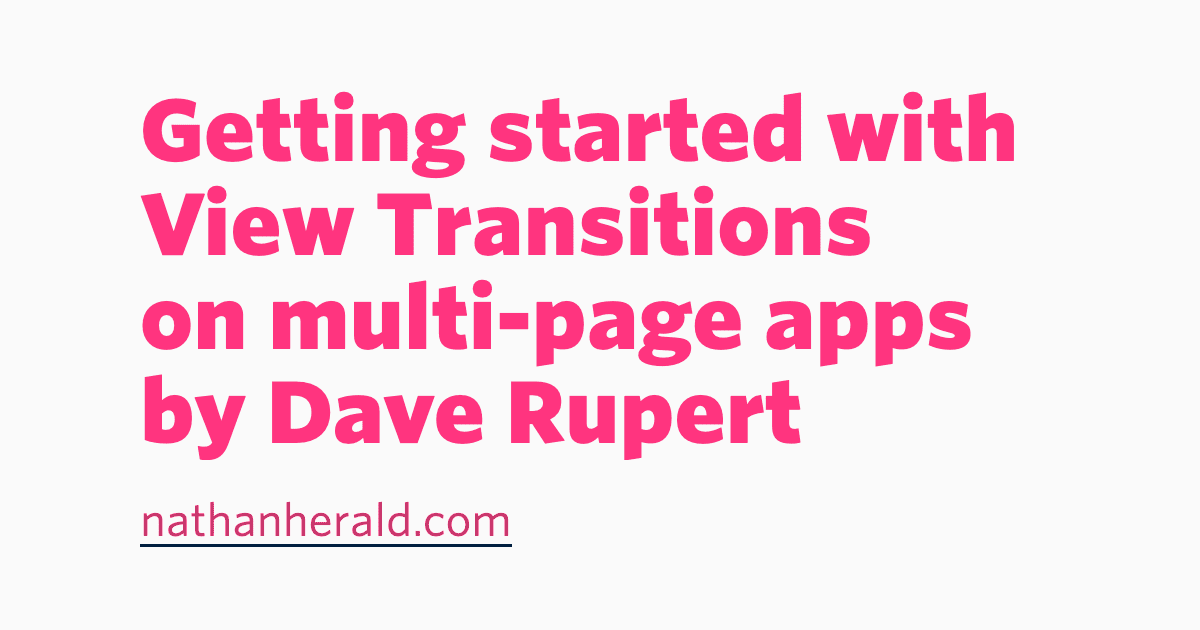 Getting started with
View Transitions
on multi-page apps
by Dave Rupert
nathanherald.com